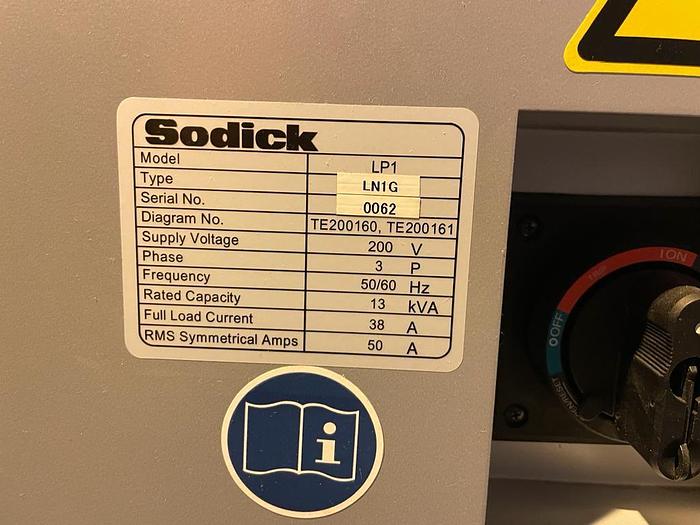 Sodick
Model LP1
Type LN1G
Serial No. 0062
Diagram No. TE200160, TE200161
Supply Voltage 200 V
Phase 3 P
Frequency 50/60 Hz
Rated Capacity 13 kVA
Full Load Current 38 A
RMS Symmetrical Amps 50 A
i
I ON
TRIP
O OFF